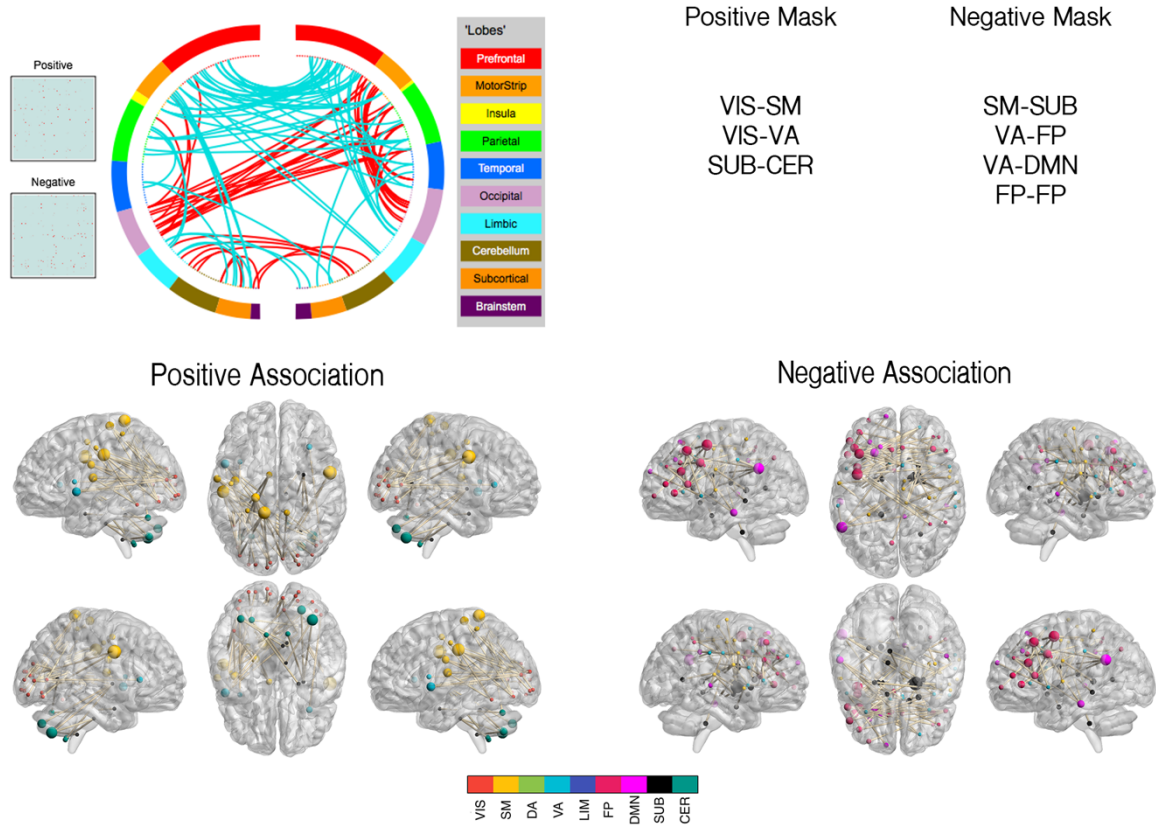 Positive
Negative
'Lobes'
Prefrontal
MotorStrip
Insula
Parietal
Temporal
Occipital
Limbic
Cerebellum
Subcortical
Brainstem
Positive Mask
VIS-SM
VIS-VA
SUB-CER
Negative Mask
SM-SUB
VA-FP
VA-DMN
FP-FP
Positive Association
Negative Association
VIS
SM
DA
VA
LIM
FP
DMN
SUB
CER